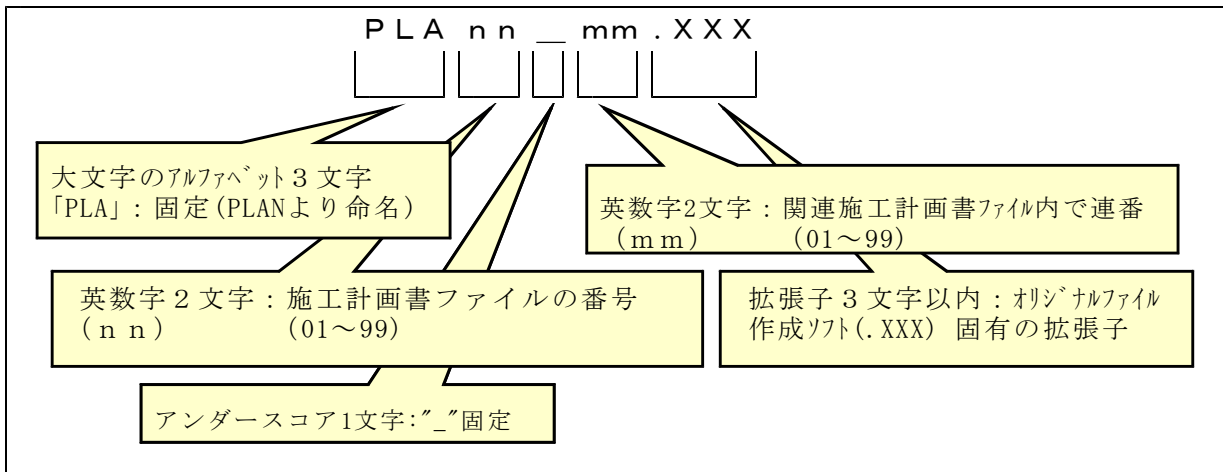 ＰＬＡｎｎ＿ｍｍ.ＸＸＸ
大文字のｱﾙﾌｧﾍﾞｯﾄ３文字
「PLA」：固定(PLANより命名)
英数字2文字：関連施工計画書ﾌｧｲﾙ内で連番
（ｍｍ） (01～99)
英数字２文字：施工計画書ファイルの番号
（ｎｎ） (01～99)
拡張子３文字以内：ｵﾘｼﾞﾅﾙﾌｧｲﾙ
作成ｿﾌﾄ(.XXX) 固有の拡張子
アンダースコア1文字:"_"固定